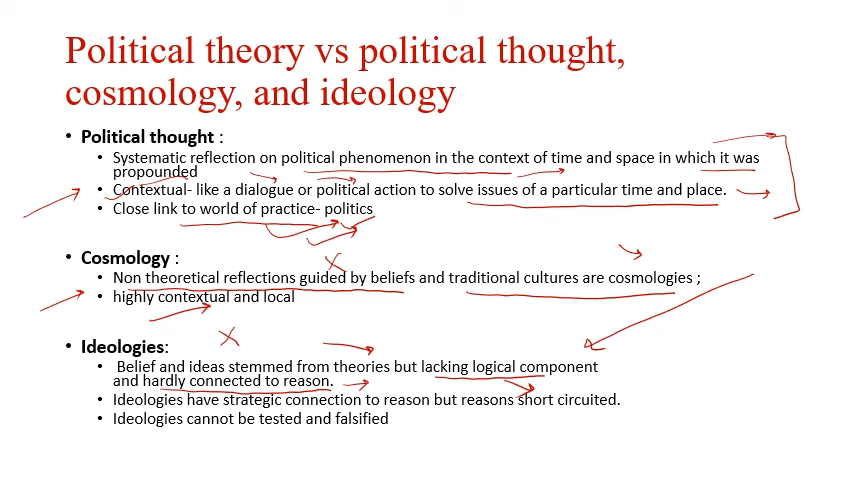 Political theory vs political thought,
cosmology, and ideology
• Political thought :
• Systematic reflection on political phenomenon in the context of time and space in which it was
propounded
• Contextual- like a dialogue or political action to solve issues of a particular time and place.
• Close link to world of practice- politics
• Cosmology :
• Non theoretical reflections guided by beliefs and traditional cultures are cosmologies ;
• highly contextual and local
• Ideologies:
• Belief and ideas stemmed from theories but lacking logical component
and hardly connected to reason.
• Ideologies have strategic connection to reason but reasons short circuited.
• Ideologies cannot be tested and falsified